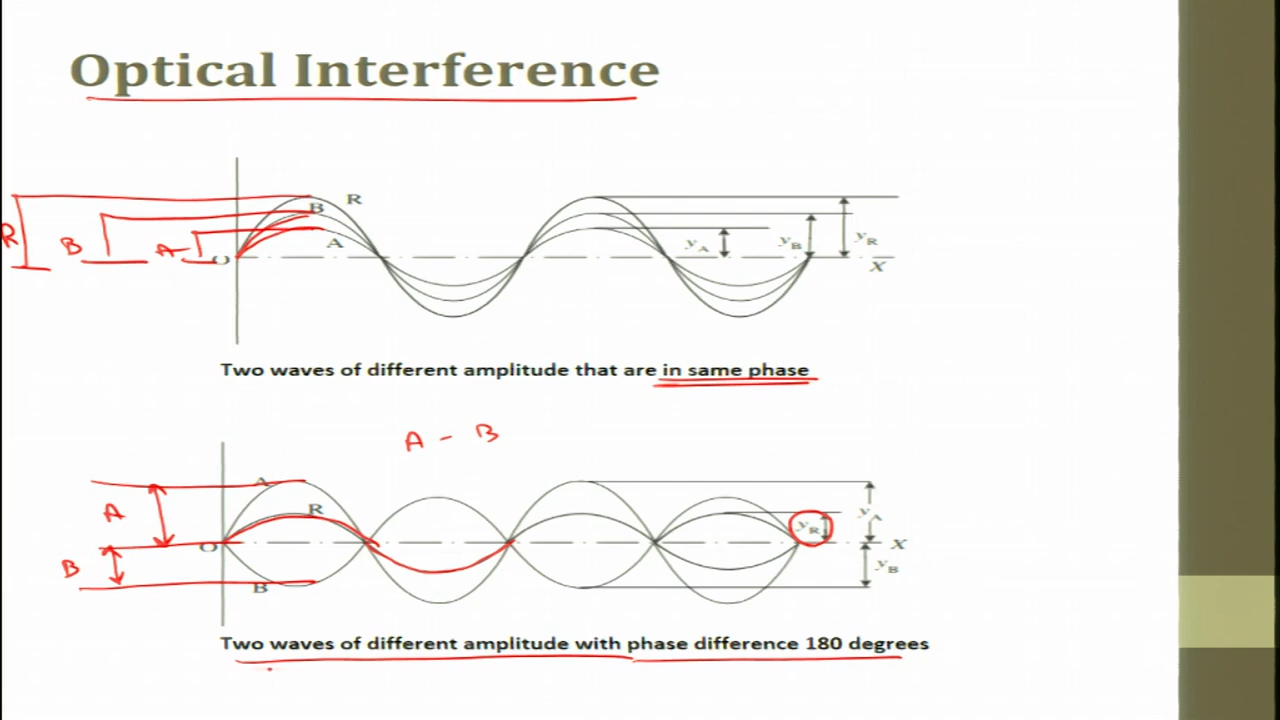 Optical Interference
R
B
A
R
B
A
O
y_A
y_B
y_R
X
Two waves of different amplitude that are in same phase
A - B
A
R
B
O
A
B
y_R
y_A
y_B
X
Two waves of different amplitude with phase difference 180 degrees